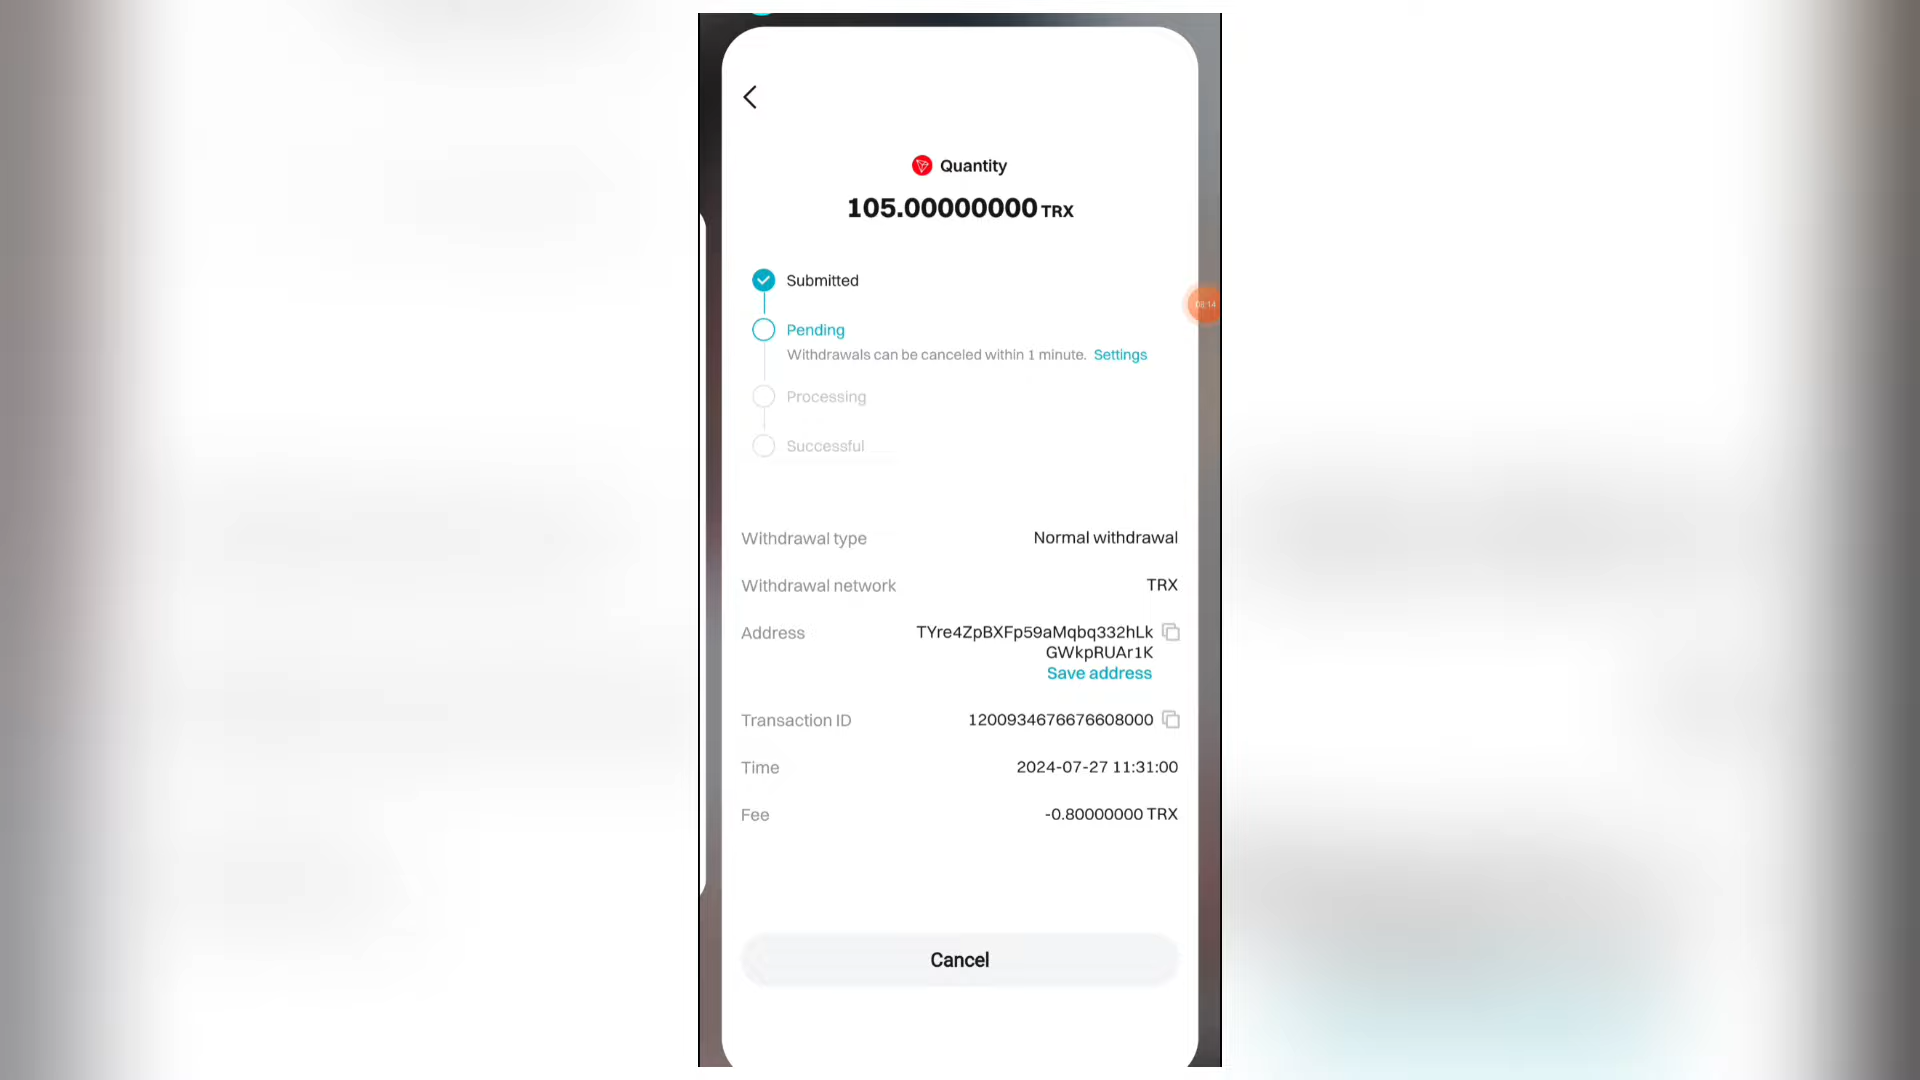 Quantity
105.00000000 TRX
Submitted
08:14
Pending
Withdrawals can be canceled within 1 minute. Settings
Processing
Successful
Withdrawal type Normal withdrawal
Withdrawal network TRX
Address TYre4ZpBXFp59aMqbq332hLk
GWkpRUAr1K
Save address
Transaction ID 1200934676676608000
Time 2024-07-27 11:31:00
Fee -0.80000000 TRX
Cancel